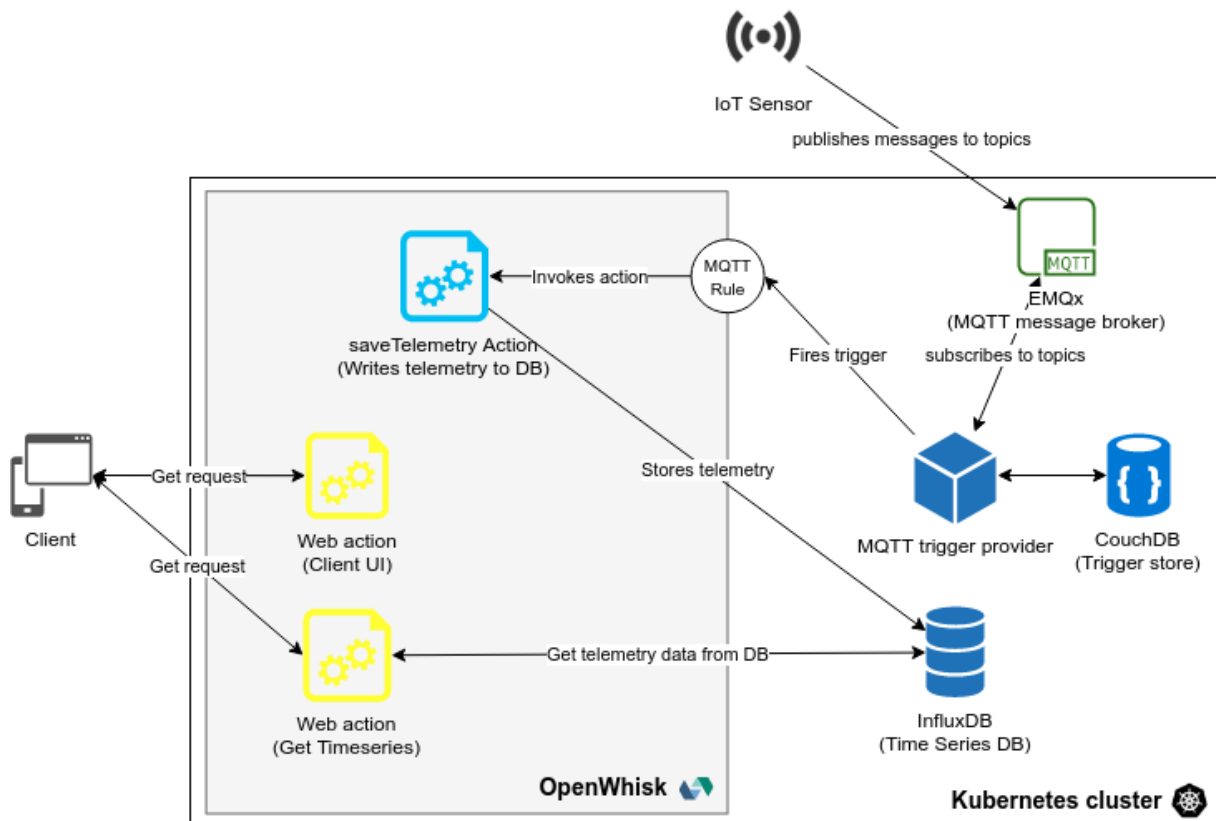 IoT Sensor
publishes messages to topics
MQTT
EMQx
(MQTT message broker)
MQTT
Rule
Invokes action
saveTelemetry Action
(Writes telemetry to DB)
Fires trigger
subscribes to topics
Stores telemetry
Get request
Client
Web action
(Client UI)
MQTT trigger provider
{ }
CouchDB
(Trigger store)
Get request
Get telemetry data from DB
Web action
(Get Timeseries)
InfluxDB
(Time Series DB)
OpenWhisk
Kubernetes cluster